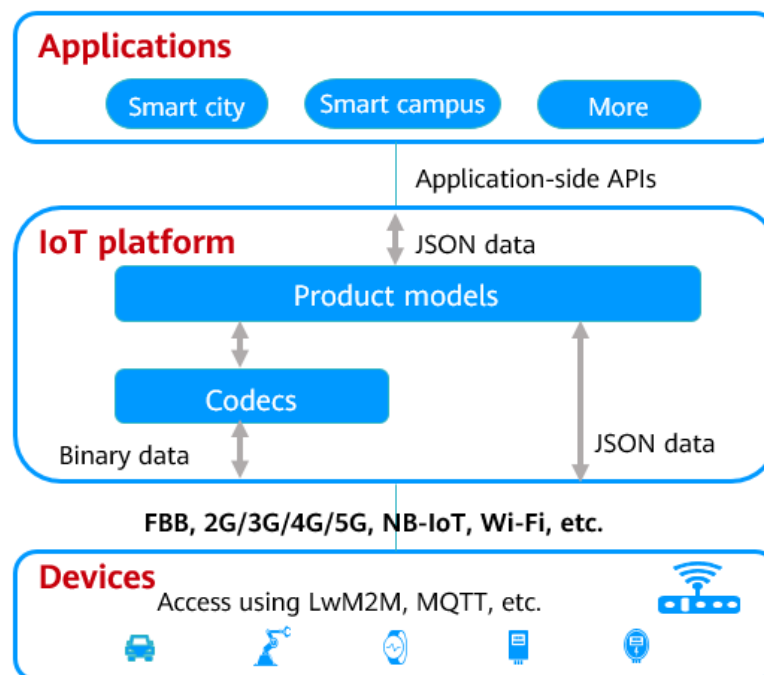 Applications
Smart city
Smart campus
More
Application-side APIs
IoT platform
JSON data
Product models
Codecs
Binary data
JSON data
FBB, 2G/3G/4G/5G, NB-IoT, Wi-Fi, etc.
Devices
Access using LwM2M, MQTT, etc.